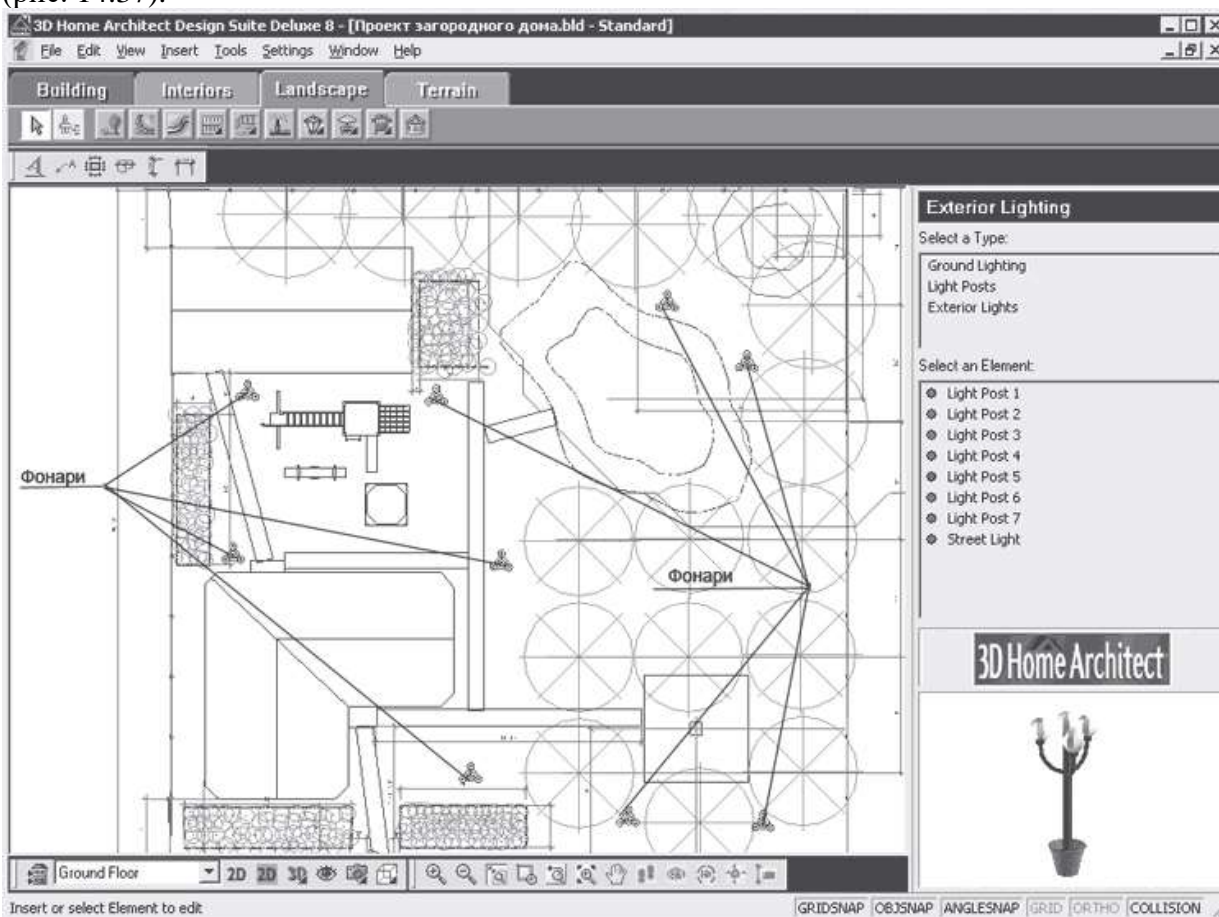 (рис. 14.37).
3D Home Architect Design Suite Deluxe 8 - [Проект загородного дома.bld - Standard]
File Edit View Insert Tools Settings Window Help
Building Interiors Landscape Terrain
Exterior Lighting
Select a Type:
Ground Lighting
Light Posts
Exterior Lights
Select an Element:
Light Post 1
Light Post 2
Light Post 3
Light Post 4
Light Post 5
Light Post 6
Light Post 7
Street Light
Фонари
Фонари
3D Home Architect
Ground Floor 2D 2D 3D
Insert or select Element to edit GRIDSNAP OBJSNAP ANGLESNAP GRID ORTHO COLLISION